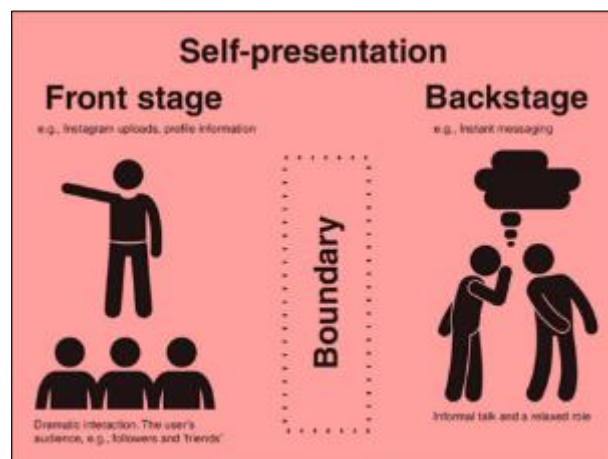 Self-presentation
Front stage
e.g., Instagram uploads, profile information
Backstage
e.g., Instant messaging
Boundary
Dramatic interaction. The user's
audience, e.g., followers and 'friends'
Informal talk and a relaxed role